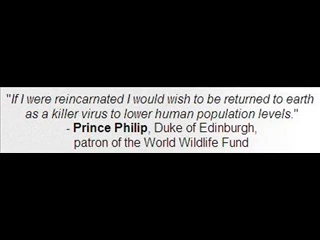 "If I were reincarnated I would wish to be returned to earth
as a killer virus to lower human population levels."
- Prince Philip, Duke of Edinburgh,
patron of the World Wildlife Fund